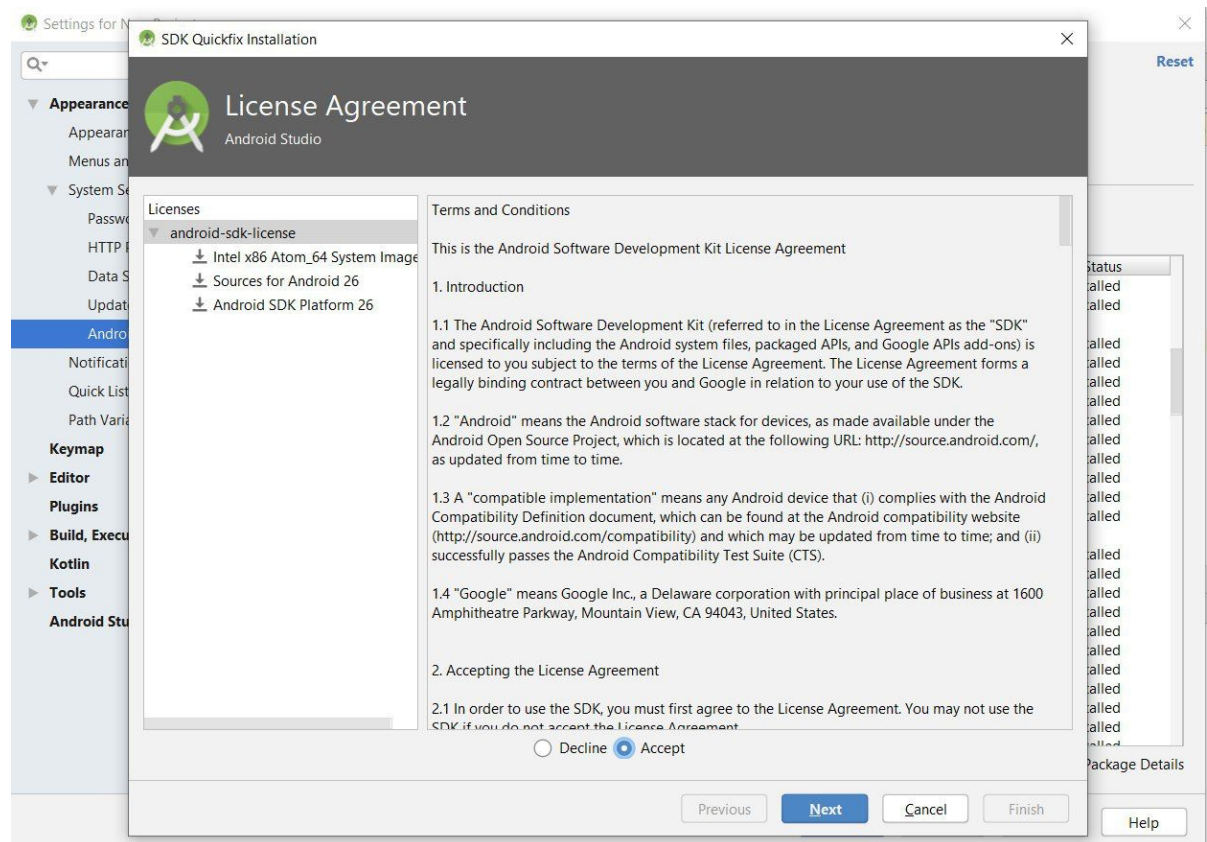 Settings for N
SDK Quickfix Installation
Reset
License Agreement
Android Studio
Appearance
Menus an
System Se
HTTP
Data S
Updat
Andro
Notificati
Quick List
Path Varia
Keymap
Editor
Plugins
Build, Execu
Kotlin
Tools
Android Stu
Licenses
android-sdk-license
Intel x86 Atom_64 System Image
Sources for Android 26
Android SDK Platform 26
Terms and Conditions
This is the Android Software Development Kit License Agreement
1. Introduction
1.1 The Android Software Development Kit (referred to in the License Agreement as the "SDK"
and specifically including the Android system files, packaged APIs, and Google APIs add-ons) is
licensed to you subject to the terms of the License Agreement. The License Agreement forms a
legally binding contract between you and Google in relation to your use of the SDK.
1.2 "Android" means the Android software stack for devices, as made available under the
Android Open Source Project, which is located at the following URL: http://source.android.com/,
as updated from time to time.
1.3 A "compatible implementation" means any Android device that (i) complies with the Android
Compatibility Definition document, which can be found at the Android compatibility website
(http://source.android.com/compatibility) and which may be updated from time to time; and (ii)
successfully passes the Android Compatibility Test Suite (CTS).
1.4 "Google" means Google Inc., a Delaware corporation with principal place of business at 1600
Amphitheatre Parkway, Mountain View, CA 94043, United States.
2. Accepting the License Agreement
2.1 In order to use the SDK, you must first agree to the License Agreement. You may not use the
SDK if you do not accept the License Agreement
Decline Accept
Status
Package Details
Previous Next Cancel Finish
Help